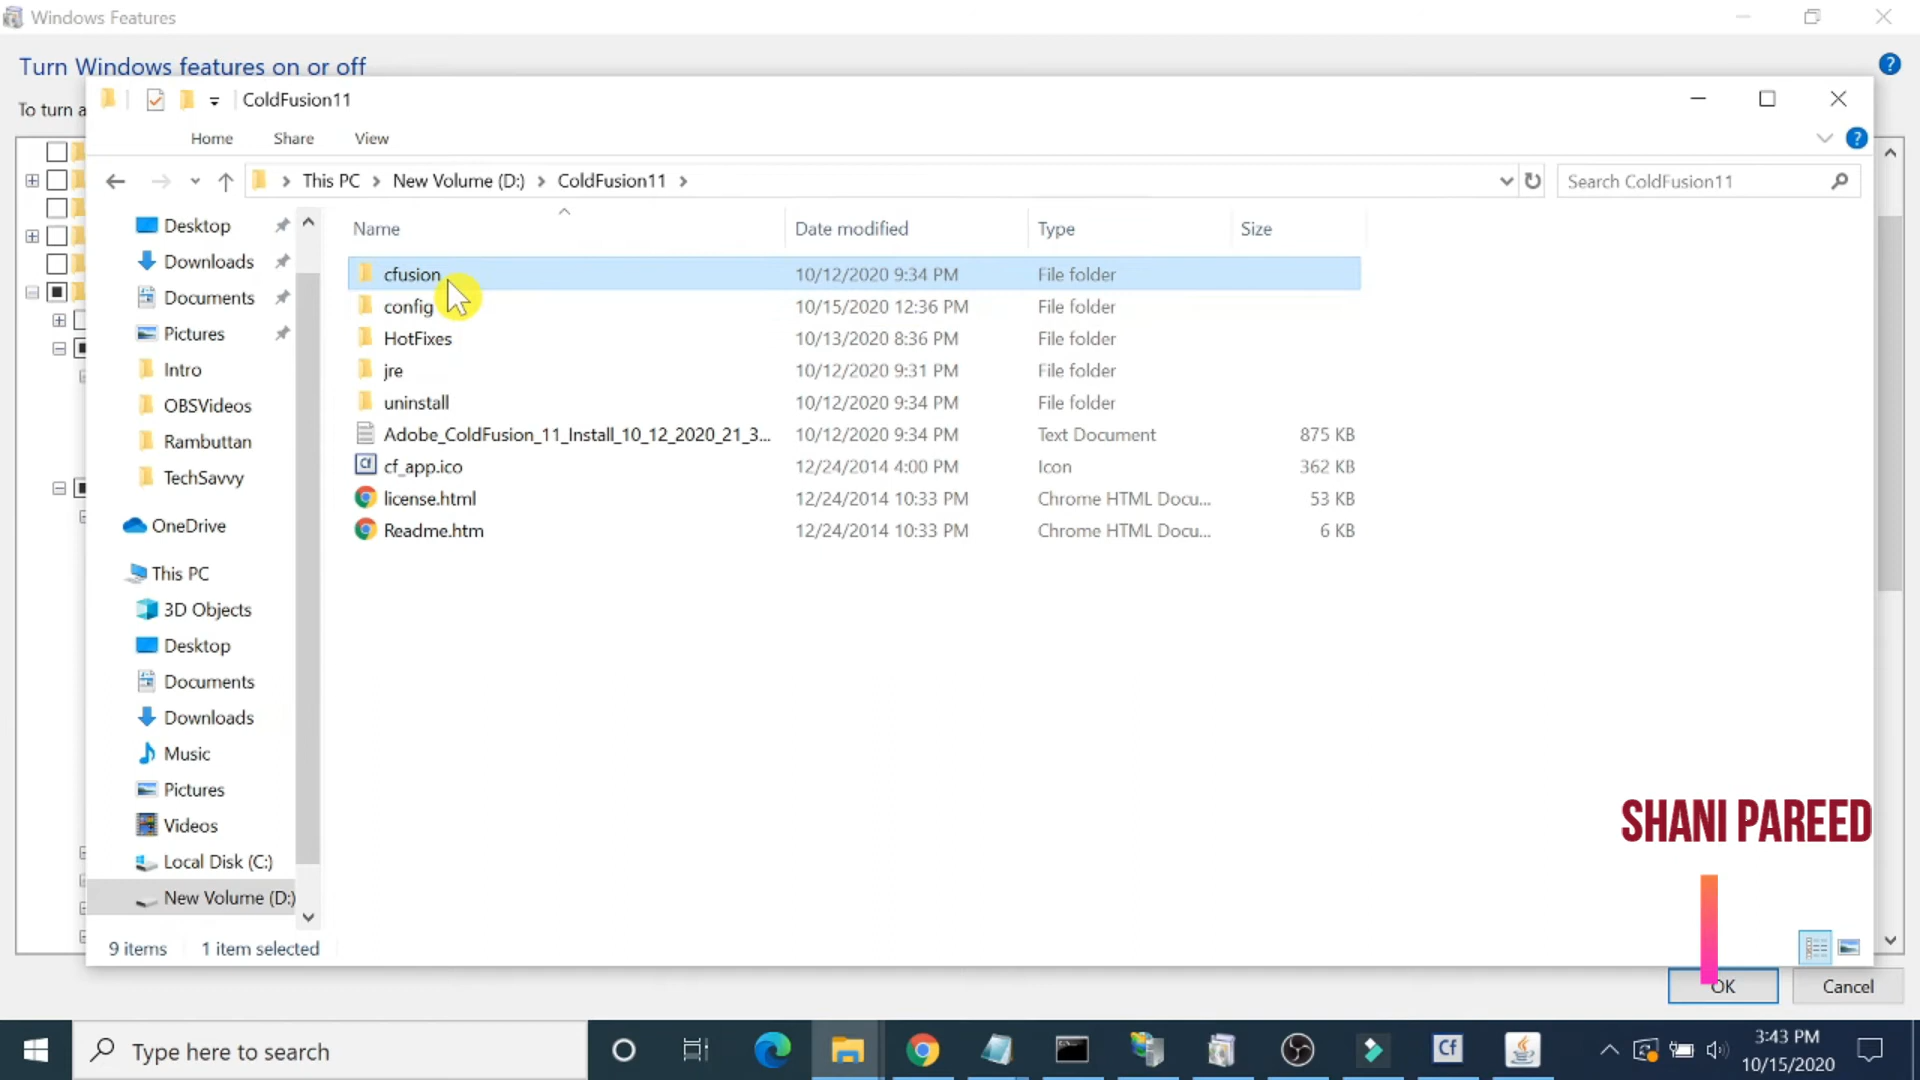 Windows Features
Turn Windows features on or off
To turn a
ColdFusion11
Home Share View
This PC New Volume (D:) ColdFusion11
Search ColdFusion11
Name Date modified Type Size
Desktop
Downloads
Documents
Pictures
Intro
OBSVideos
Rambuttan
TechSavvy
OneDrive
This PC
3D Objects
Desktop
Documents
Downloads
Music
Pictures
Videos
Local Disk (C:)
New Volume (D:)
cfusion 10/12/2020 9:34 PM File folder
config 10/15/2020 12:36 PM File folder
HotFixes 10/13/2020 8:36 PM File folder
jre 10/12/2020 9:31 PM File folder
uninstall 10/12/2020 9:34 PM File folder
Adobe_ColdFusion_11_Install_10_12_2020_21_3... 10/12/2020 9:34 PM Text Document 875 KB
cf_app.ico 12/24/2014 4:00 PM Icon 362 KB
license.html 12/24/2014 10:33 PM Chrome HTML Docu... 53 KB
Readme.htm 12/24/2014 10:33 PM Chrome HTML Docu... 6 KB
SHANI PAREED
9 items 1 item selected
OK Cancel
Type here to search
Cf
3:43 PM
10/15/2020